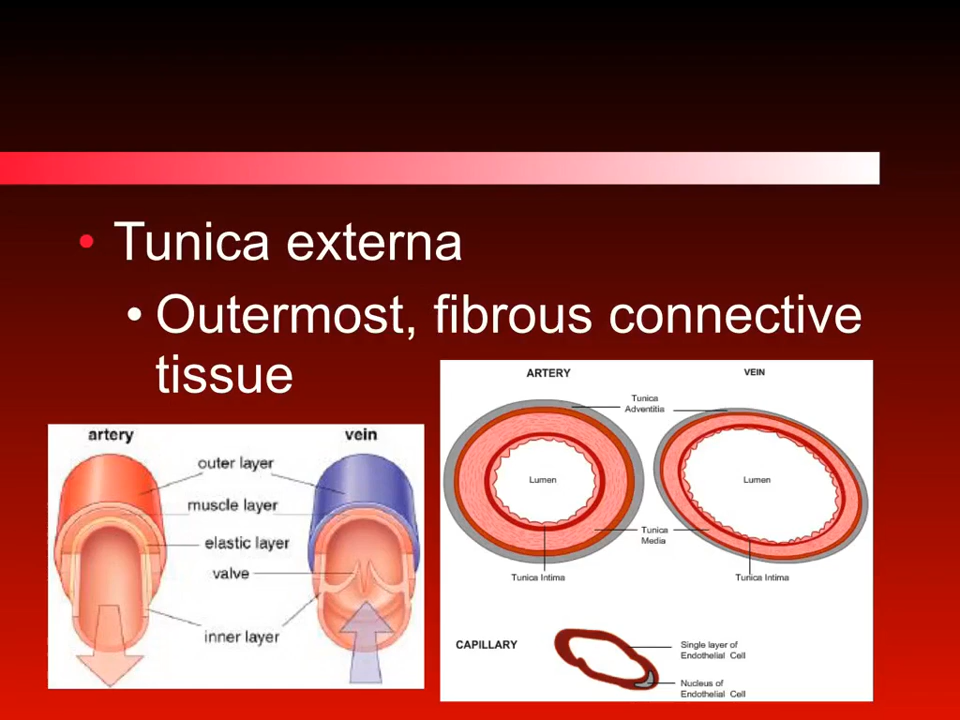 • Tunica externa
• Outermost, fibrous connective
tissue
artery
vein
outer layer
muscle layer
elastic layer
valve
inner layer
ARTERY
VEIN
Tunica
Adventitia
Lumen
Lumen
Tunica
Media
Tunica Intima
Tunica Intima
CAPILLARY
Single layer of
Endothelial Cell
Nucleus of
Endothelial Cell